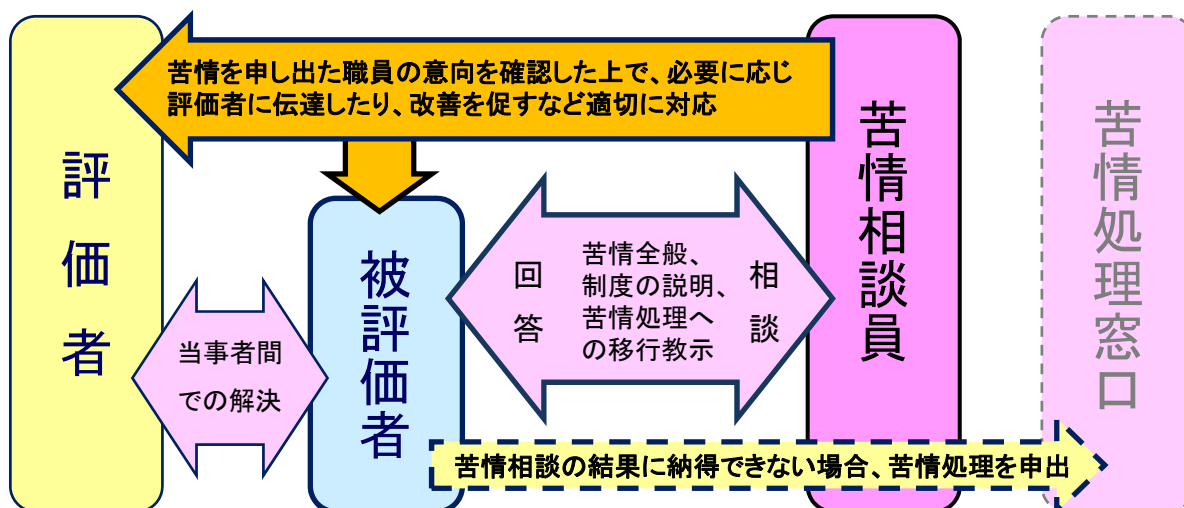 苦情を申し出た職員の意向を確認した上で、必要に応じ
評価者に伝達したり、改善を促すなど適切に対応
評価者
被評価者
当事者間
での解決
回答
苦情全般、
制度の説明、
苦情処理へ
の移行教示
相談
苦情相談員
苦情処理窓口
苦情相談の結果に納得できない場合、苦情処理を申出